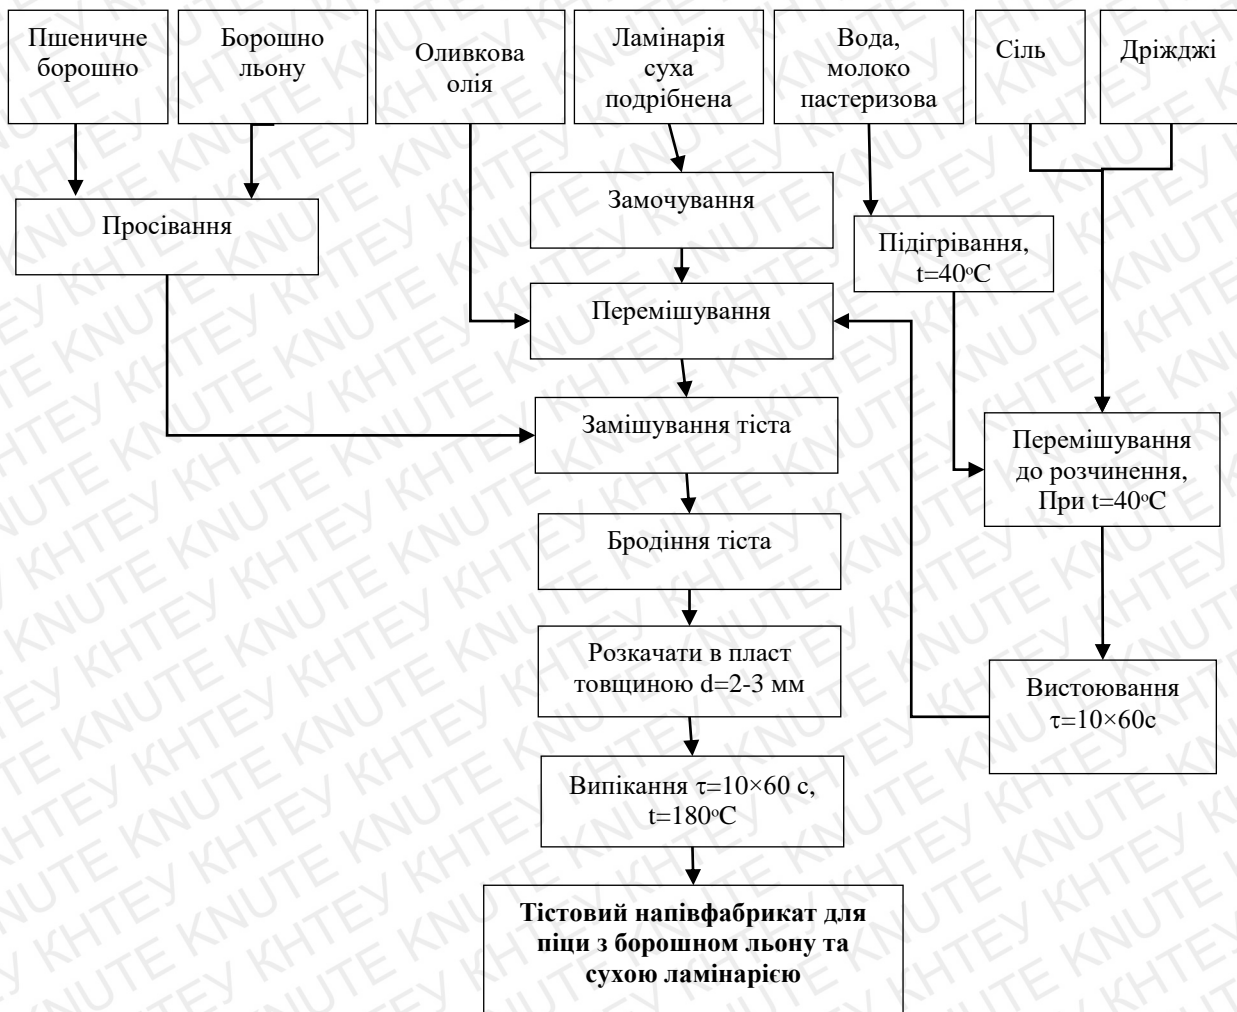 Пшеничне
борошно
Борошно
льону
Оливкова
олія
Ламінарія
суха
подрібнена
Вода,
молоко
пастеризова
Сіль
Дріжджі
Просівання
Замочування
Підігрівання,
t=40°С
Перемішування
Замішування тіста
Перемішування
до розчинення,
При t=40°С
Бродіння тіста
Розкачати в пласт
товщиною d=2-3 мм
Вистоювання
τ=10×60с
Випікання τ=10×60 с,
t=180°С
Тістовий напівфабрикат для
піци з борошном льону та
сухою ламінарією